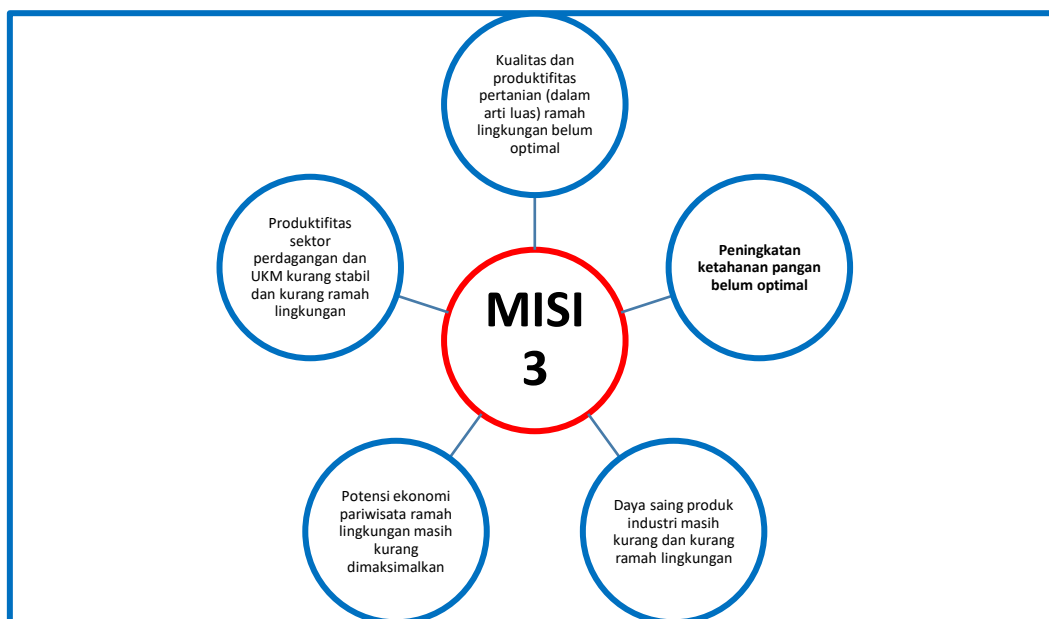 Kualitas dan
produktifitas
pertanian (dalam
arti luas) ramah
lingkungan belum
optimal
Peningkatan
ketahanan pangan
belum optimal
Daya saing produk
industri masih
kurang dan kurang
ramah lingkungan
Potensi ekonomi
pariwisata ramah
lingkungan masih
kurang
dimaksimalkan
Produktifitas
sektor
perdagangan dan
UKM kurang stabil
dan kurang ramah
lingkungan
MISI
3